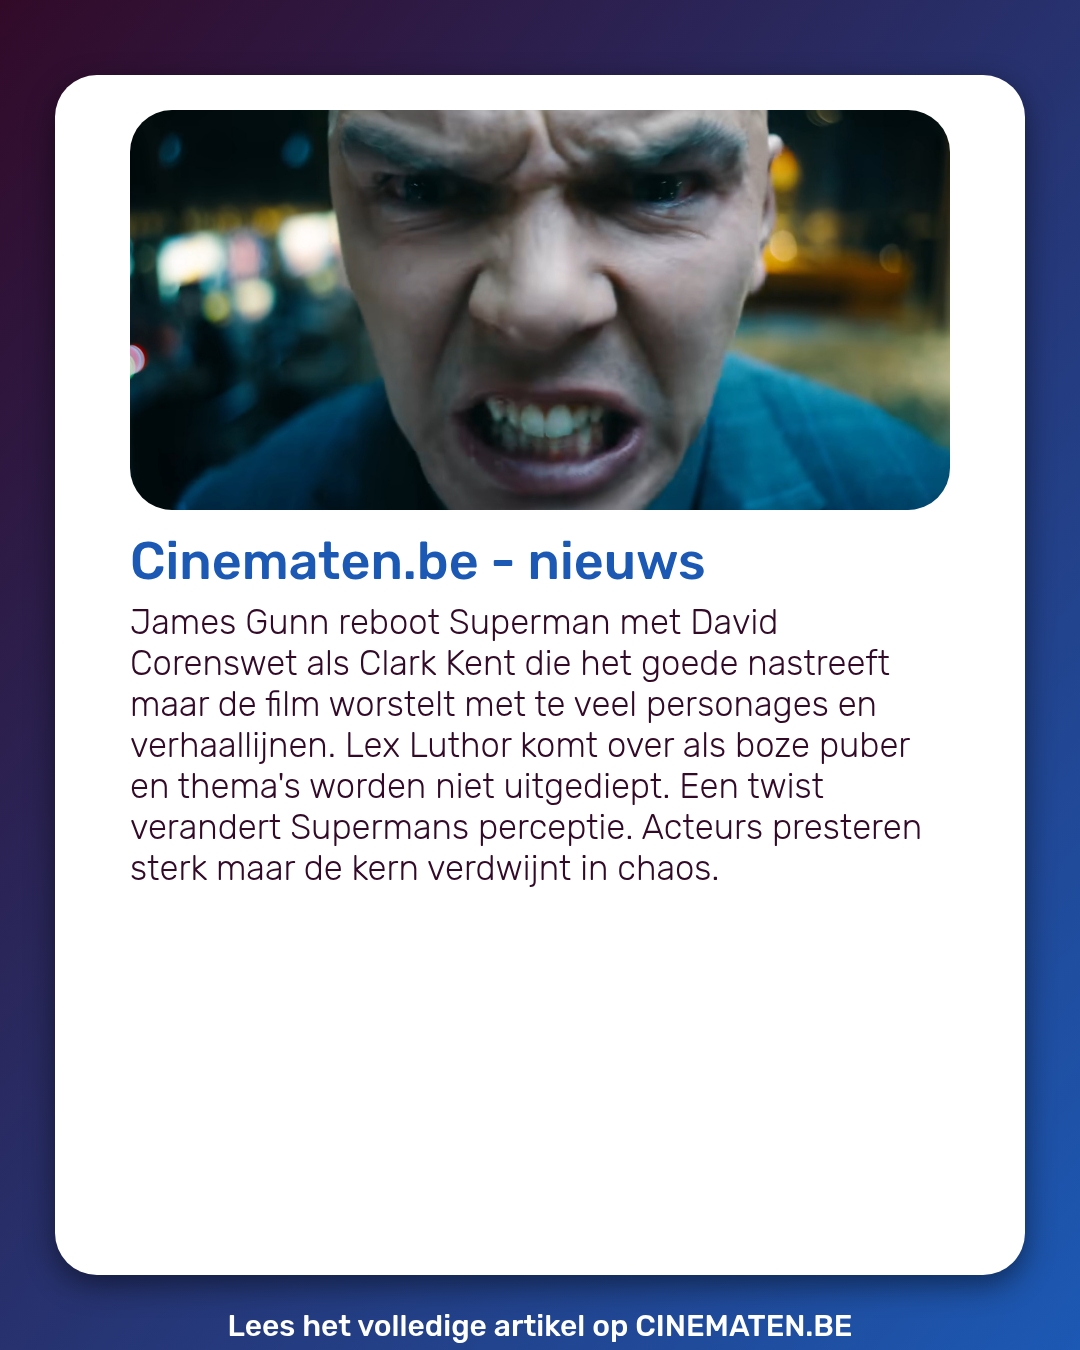 Cinematen.be - nieuws
James Gunn reboot Superman met David
Corenswet als Clark Kent die het goede nastreeft
maar de film worstelt met te veel personages en
verhaallijnen. Lex Luthor komt over als boze puber
en thema's worden niet uitgediept. Een twist
verandert Supermans perceptie. Acteurs presteren
sterk maar de kern verdwijnt in chaos.
Lees het volledige artikel op CINEMATEN.BE